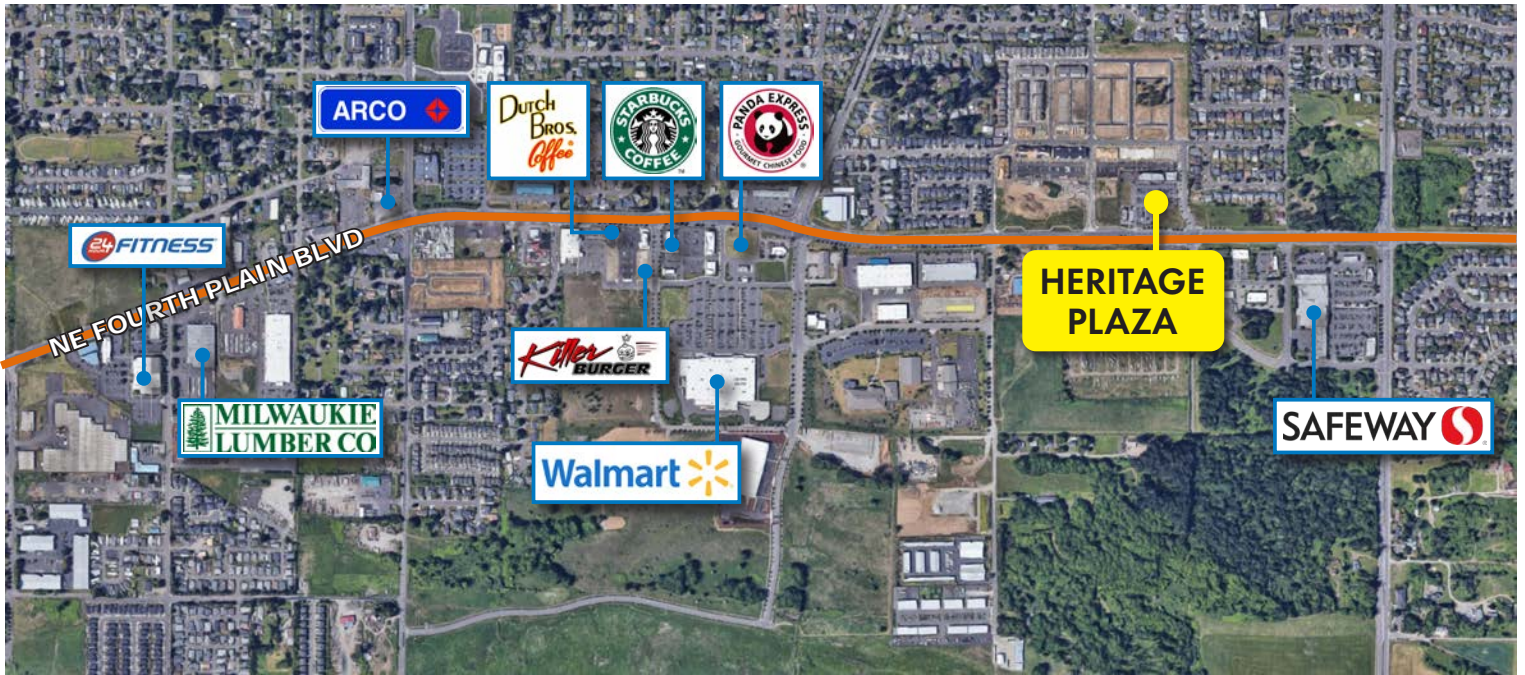 ARCO
Dutch
Bros.
Coffee
STARBUCKS
COFFEE
TM
PANDA EXPRESS
GOURMET CHINESE FOOD
®
24
FITNESS
NE FOURTH PLAIN BLVD
HERITAGE
PLAZA
Killer
BURGER
MILWAUKIE
LUMBER CO
Walmart
SAFEWAY